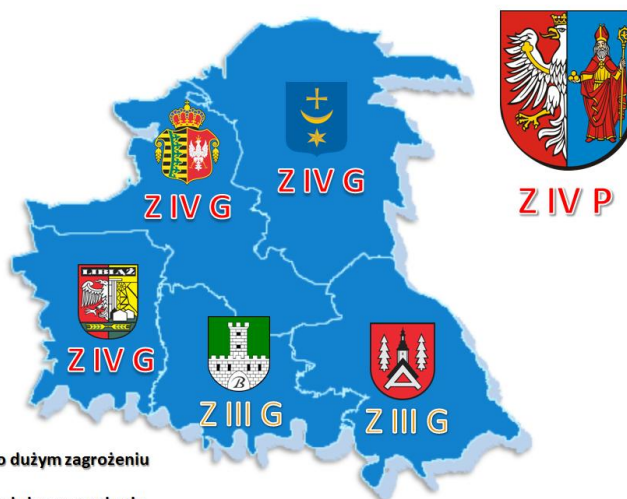 Z IV G
Z IV G
Z IV P
LIBIĄŻ
Z IV G
B
Z III G
Z III G
o dużym zagrożeniu